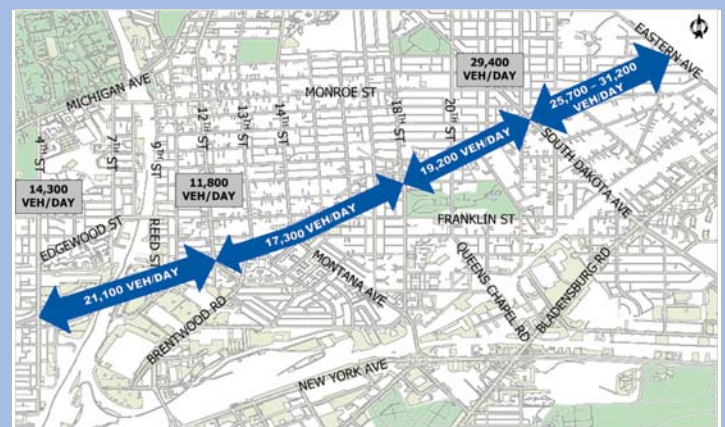 EASTERN AVE
29,400
VEH/DAY
25,700 – 31,200
VEH/DAY
MICHIGAN AVE
MONROE ST
4TH ST
7TH ST
9TH ST
12TH ST
13TH ST
14TH ST
18TH ST
20TH ST
19,200 VEH/DAY
SOUTH DAKOTA AVE
14,300
VEH/DAY
11,800
VEH/DAY
EDGEWOOD ST
REED ST
17,300 VEH/DAY
FRANKLIN ST
21,100 VEH/DAY
BRENTWOOD RD
MONTANA AVE
QUEENS CHAPEL RD
BLADENSBURG RD
NEW YORK AVE